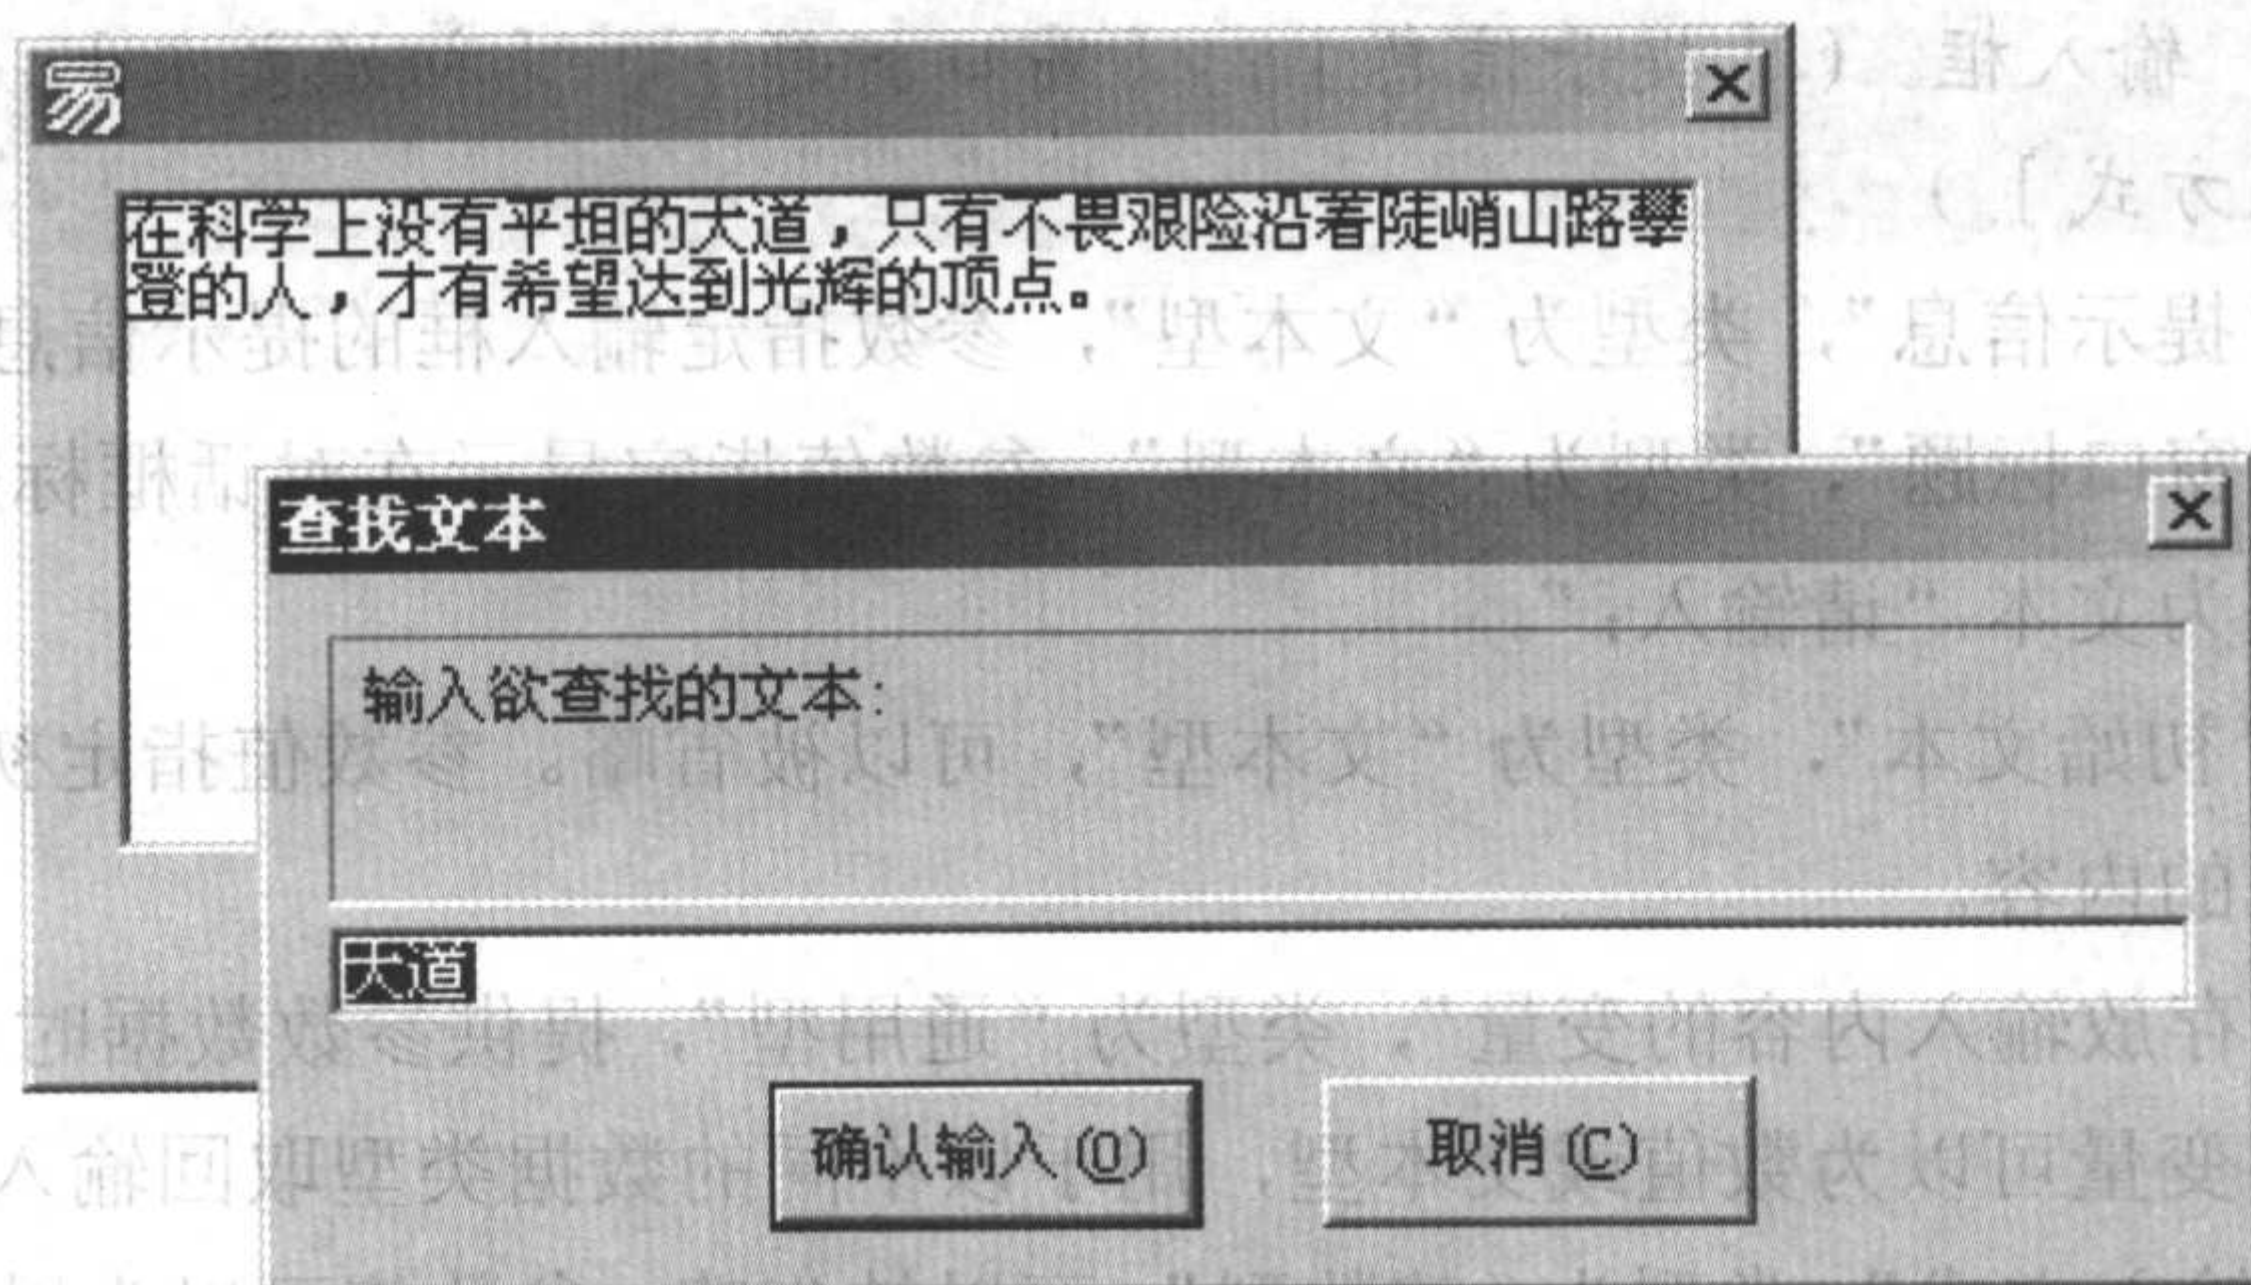 易
在科学上没有平坦的大道，只有不畏艰险沿着陡峭山路攀
登的人，才有希望达到光辉的顶点。
查找文本
输入欲查找的文本:
大道
确认输入(O)
取消(C)